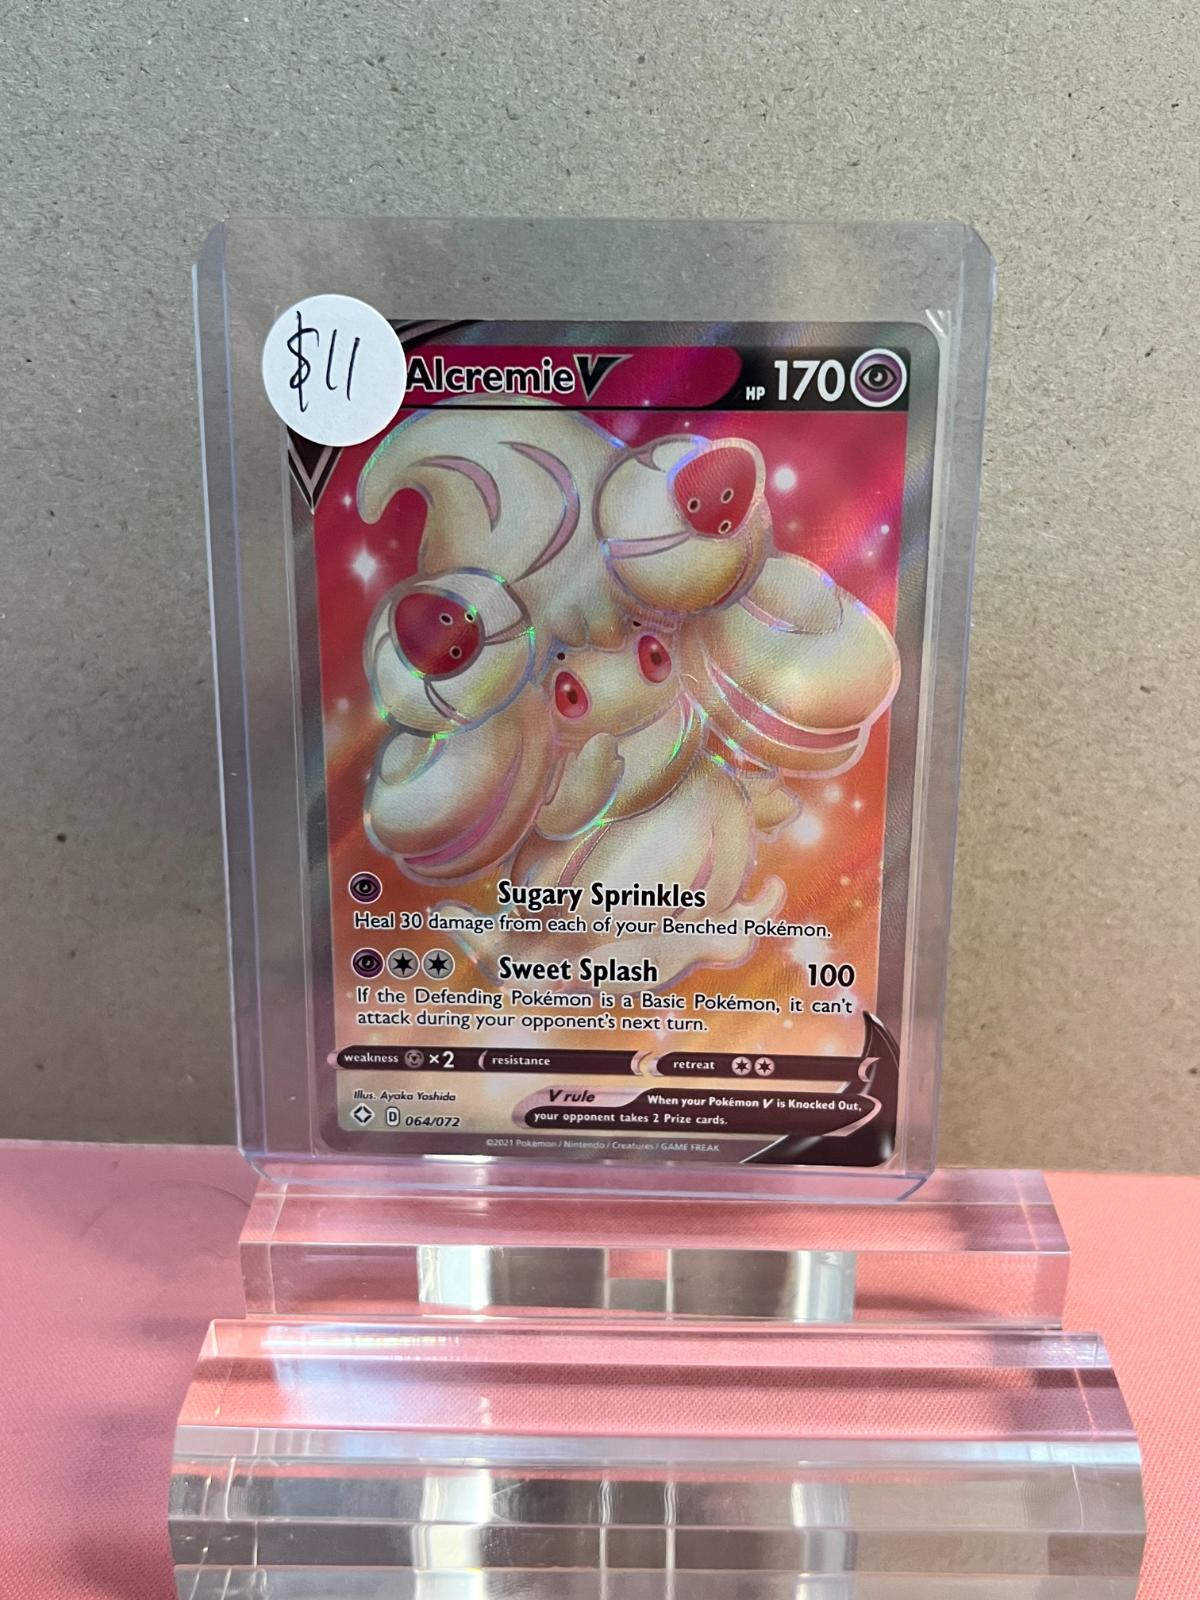 $11
Alcremie V HP 170
Sugary Sprinkles
Heal 30 damage from each of your Benched Pokémon.
Sweet Splash 100
If the Defending Pokémon is a Basic Pokémon, it can't
attack during your opponent's next turn.
weakness ×2 resistance retreat
Illus. Ayaka Yoshida
D 064/072
V rule When your Pokémon V is Knocked Out,
your opponent takes 2 Prize cards.
©2021 Pokémon / Nintendo / Creatures / GAME FREAK